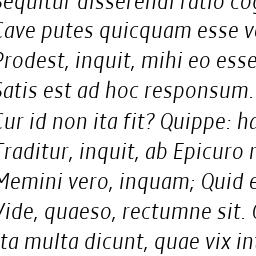 Sequitur disserendi ratio cog
Cave putes quicquam esse v
Prodest, inquit, mihi eo esse
Satis est ad hoc responsum.
Cur id non ita fit? Quippe: ha
Traditur, inquit, ab Epicuro r
Memini vero, inquam; Quid e
Vide, quaeso, rectumne sit.
ta multa dicunt, quae vix int